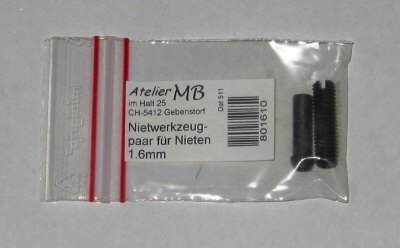 Atelier MB
im Halt 25
CH-5412 Gebenstorf
Nietwerkzeug-
paar für Nieten
1.6mm
Dat 511
801610